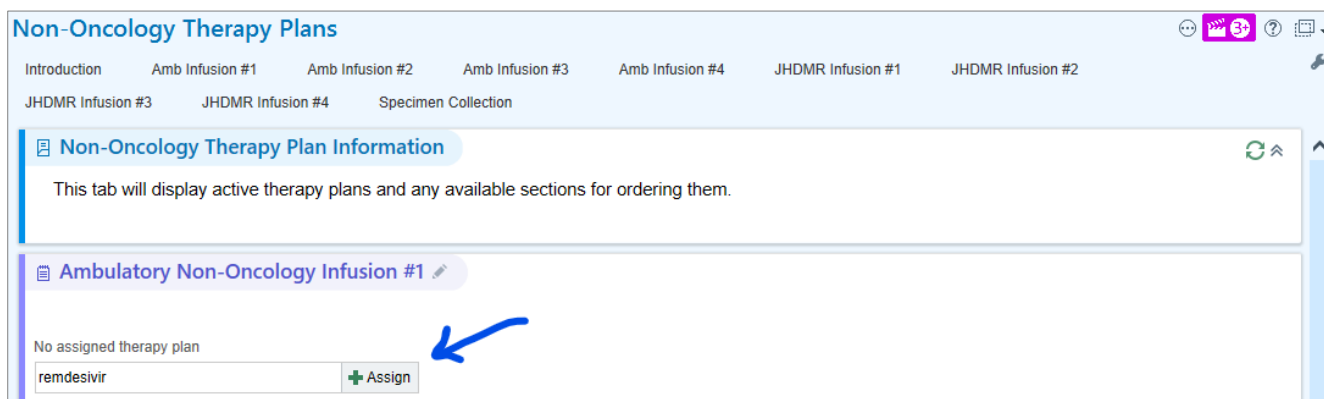 Non-Oncology Therapy Plans
3+
Introduction Amb Infusion #1 Amb Infusion #2 Amb Infusion #3 Amb Infusion #4 JHDMR Infusion #1 JHDMR Infusion #2
JHDMR Infusion #3 JHDMR Infusion #4 Specimen Collection
Non-Oncology Therapy Plan Information
This tab will display active therapy plans and any available sections for ordering them.
Ambulatory Non-Oncology Infusion #1
No assigned therapy plan
remdesivir Assign